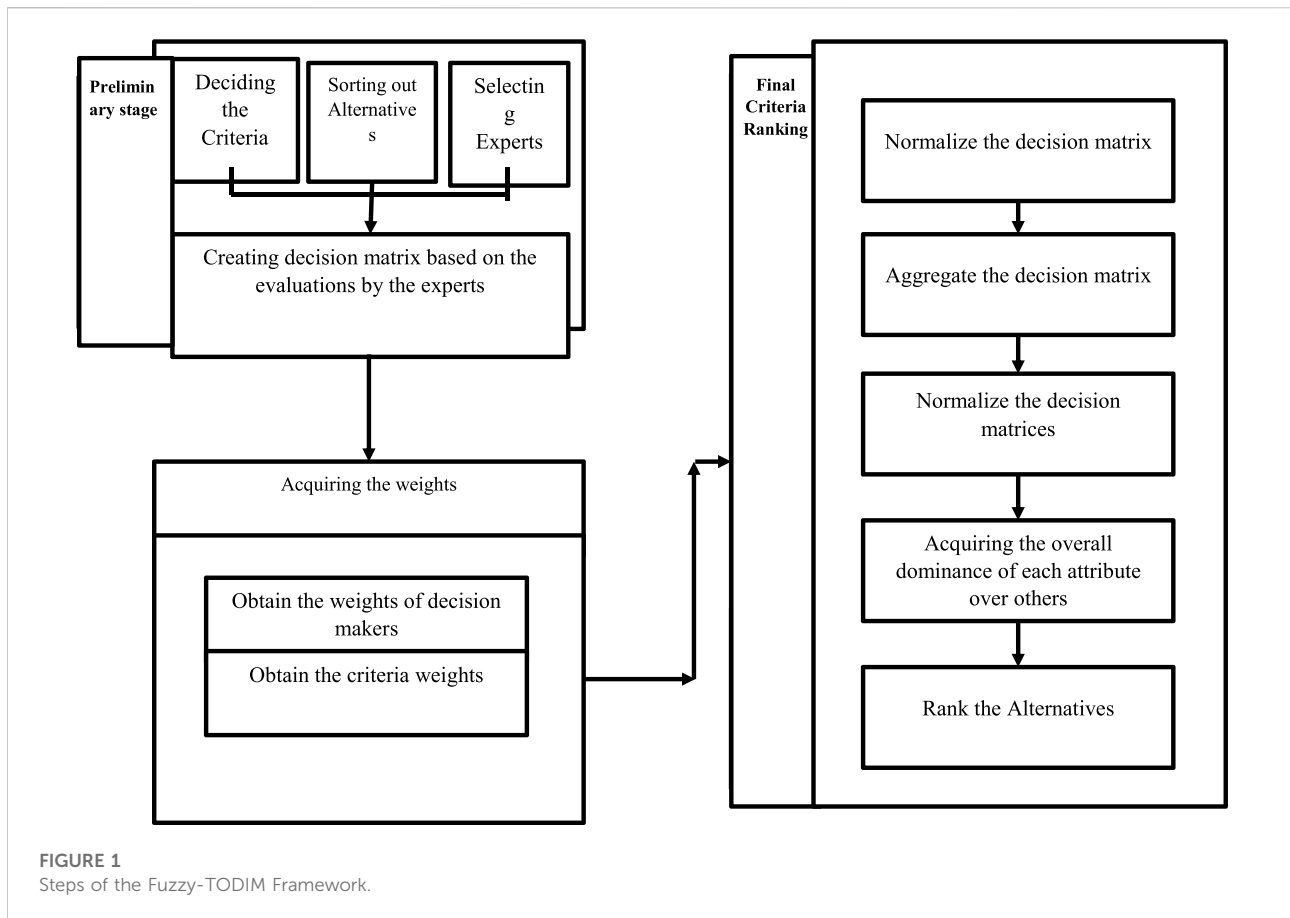 Prelimin
ary stage
Deciding
the
Criteria
Sorting out
Alternative
s
Selectin
g
Experts
Creating decision matrix based on the
evaluations by the experts
Acquiring the weights
Obtain the weights of decision
makers
Obtain the criteria weights
Final
Criteria
Ranking
Normalize the decision matrix
Aggregate the decision matrix
Normalize the decision
matrices
Acquiring the overall
dominance of each attribute
over others
Rank the Alternatives
FIGURE 1
Steps of the Fuzzy-TODIM Framework.